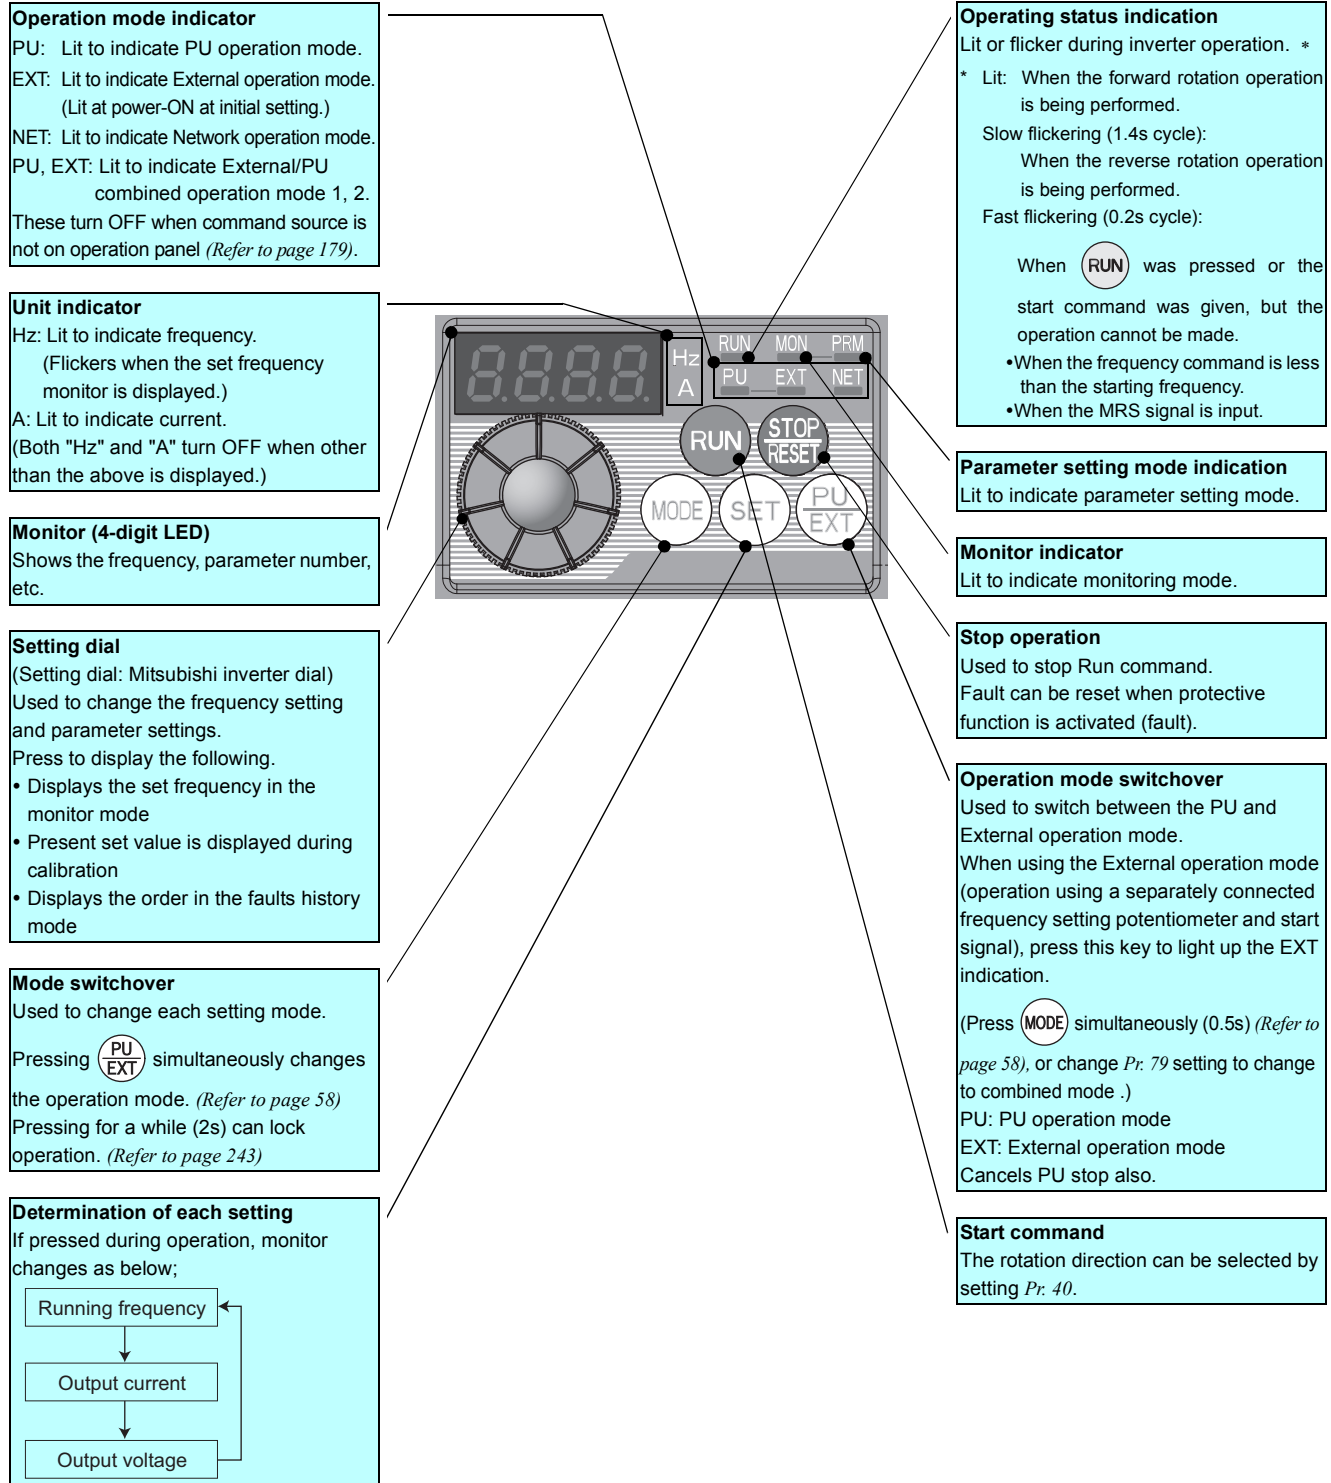 Operation mode indicator
PU: Lit to indicate PU operation mode.
EXT: Lit to indicate External operation mode.
(Lit at power-ON at initial setting.)
NET: Lit to indicate Network operation mode.
PU, EXT: Lit to indicate External/PU
combined operation mode 1, 2.
These turn OFF when command source is
not on operation panel (Refer to page 179).
Unit indicator
Hz: Lit to indicate frequency.
(Flickers when the set frequency
monitor is displayed.)
A: Lit to indicate current.
(Both "Hz" and "A" turn OFF when other
than the above is displayed.)
Monitor (4-digit LED)
Shows the frequency, parameter number,
etc.
Setting dial
(Setting dial: Mitsubishi inverter dial)
Used to change the frequency setting
and parameter settings.
Press to display the following.
• Displays the set frequency in the
monitor mode
• Present set value is displayed during
calibration
• Displays the order in the faults history
mode
Mode switchover
Used to change each setting mode.
Pressing PU/EXT simultaneously changes
the operation mode. (Refer to page 58)
Pressing for a while (2s) can lock
operation. (Refer to page 243)
Determination of each setting
If pressed during operation, monitor
changes as below;
Running frequency
Output current
Output voltage
8.8.8.8.
Hz
A
RUN MON PRM
PU EXT NET
RUN
STOP
RESET
MODE
SET
PU
EXT
Operating status indication
Lit or flicker during inverter operation. *
* Lit: When the forward rotation operation
is being performed.
Slow flickering (1.4s cycle):
When the reverse rotation operation
is being performed.
Fast flickering (0.2s cycle):
When RUN was pressed or the
start command was given, but the
operation cannot be made.
•When the frequency command is less
than the starting frequency.
•When the MRS signal is input.
Parameter setting mode indication
Lit to indicate parameter setting mode.
Monitor indicator
Lit to indicate monitoring mode.
Stop operation
Used to stop Run command.
Fault can be reset when protective
function is activated (fault).
Operation mode switchover
Used to switch between the PU and
External operation mode.
When using the External operation mode
(operation using a separately connected
frequency setting potentiometer and start
signal), press this key to light up the EXT
indication.
(Press MODE simultaneously (0.5s) (Refer to
page 58), or change Pr. 79 setting to change
to combined mode .)
PU: PU operation mode
EXT: External operation mode
Cancels PU stop also.
Start command
The rotation direction can be selected by
setting Pr. 40.